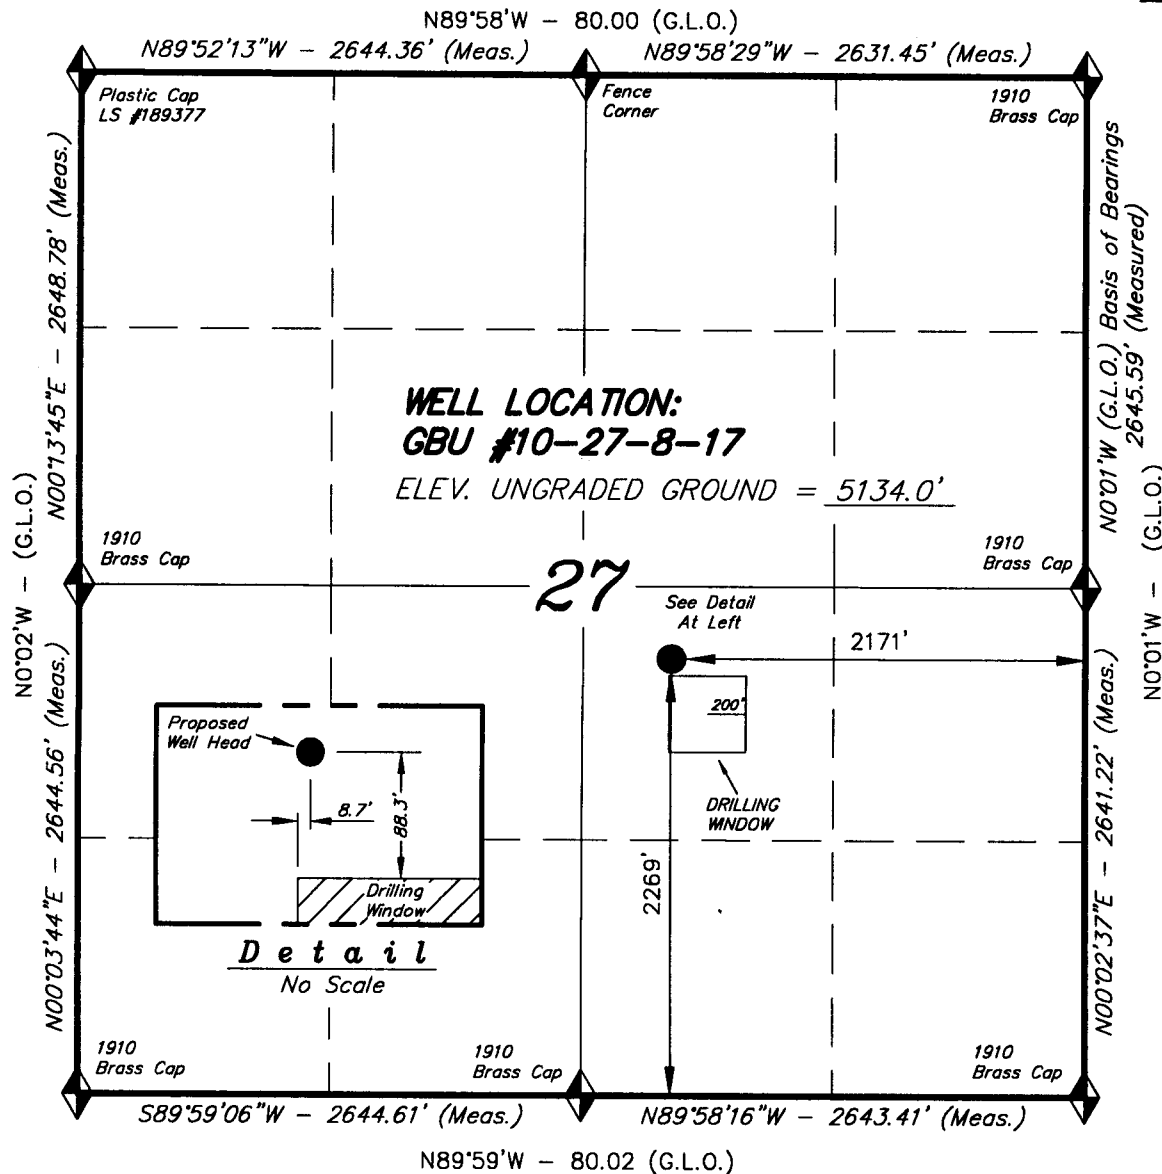 N89°58'W – 80.00 (G.L.O.)
N89°52'13"W – 2644.36' (Meas.)
N89°58'29"W – 2631.45' (Meas.)
Plastic Cap
LS #189377
Fence
Corner
1910
Brass Cap
N00°13'45"E – 2648.78' (Meas.)
N0°01'W (G.L.O.) Basis of Bearings
2645.59' (Measured)
WELL LOCATION:
GBU #10–27–8–17
ELEV. UNGRADED GROUND = 5134.0'
N0°02'W – (G.L.O.)
N0°01'W – (G.L.O.)
1910
Brass Cap
27
1910
Brass Cap
See Detail
At Left
2171'
200'
DRILLING
WINDOW
2269'
N00°03'44"E – 2644.56' (Meas.)
N00°02'37"E – 2641.22' (Meas.)
Proposed
Well Head
8.7'
88.3'
Drilling
Window
Detail
No Scale
1910
Brass Cap
1910
Brass Cap
1910
Brass Cap
S89°59'06"W – 2644.61' (Meas.)
N89°58'16"W – 2643.41' (Meas.)
N89°59'W – 80.02 (G.L.O.)